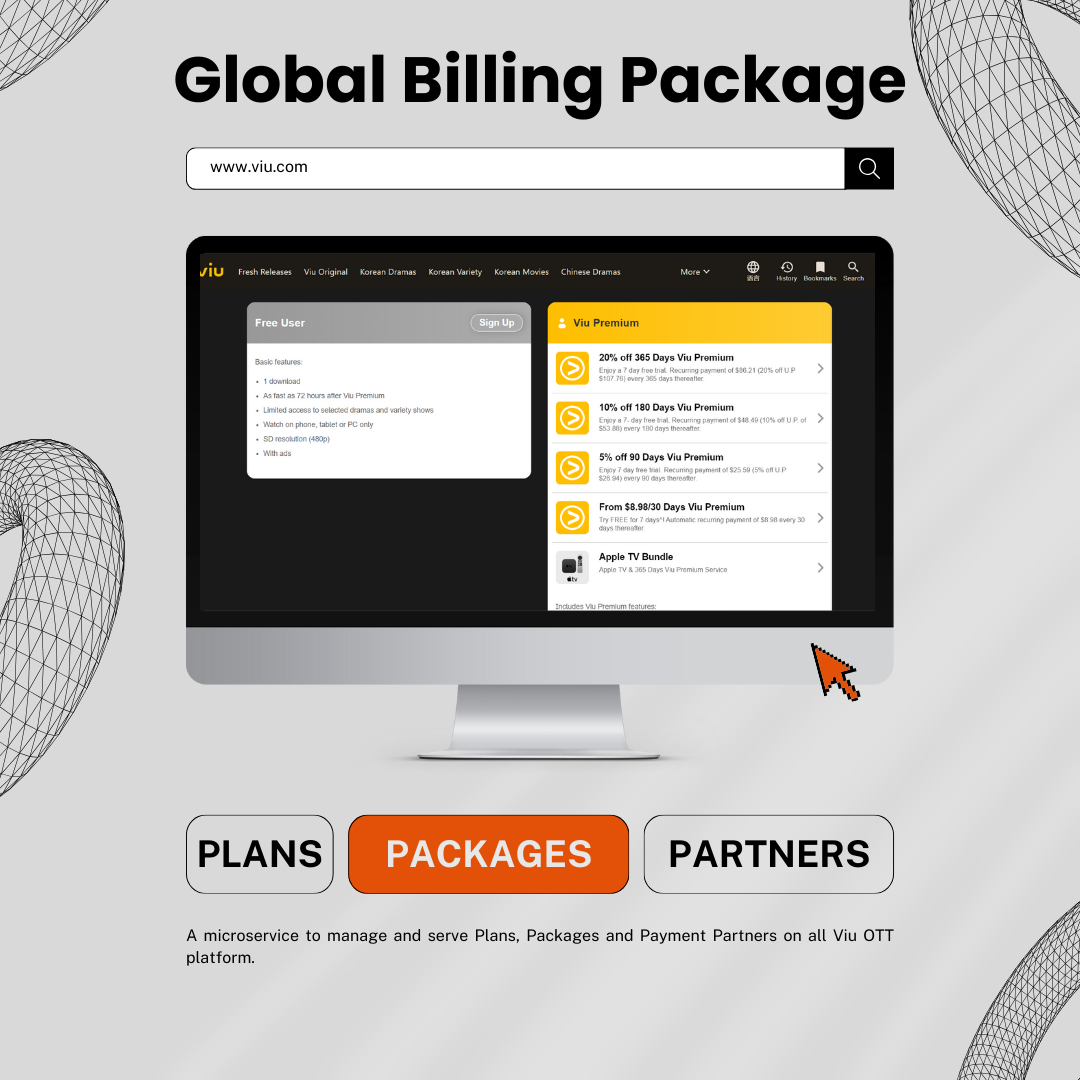 Global Billing Package
www.viu.com
viu Fresh Releases Viu Original Korean Dramas Korean Variety Korean Movies Chinese Dramas More 语言 History Bookmarks Search
Free User Sign Up
Basic features:
• 1 download
• As fast as 72 hours after Viu Premium
• Limited access to selected dramas and variety shows
• Watch on phone, tablet or PC only
• SD resolution (480p)
• With ads
Viu Premium
20% off 365 Days Viu Premium
Enjoy a 7 day free trial. Recurring payment of $86.21 (20% off U.P
$107.76) every 365 days thereafter.
10% off 180 Days Viu Premium
Enjoy a 7- day free trial. Recurring payment of $48.49 (10% off U.P. of
$53.88) every 180 days thereafter.
5% off 90 Days Viu Premium
Enjoy 7 day free trial. Recurring payment of $25.59 (5% off U.P
$26.94) every 90 days thereafter.
From $8.98/30 Days Viu Premium
Try FREE for 7 days^! Automatic recurring payment of $8.98 every 30
days thereafter
Apple TV Bundle
Apple TV & 365 Days Viu Premium Service
tv
Includes Viu Premium features:
PLANS PACKAGES PARTNERS
A microservice to manage and serve Plans, Packages and Payment Partners on all Viu OTT
platform.